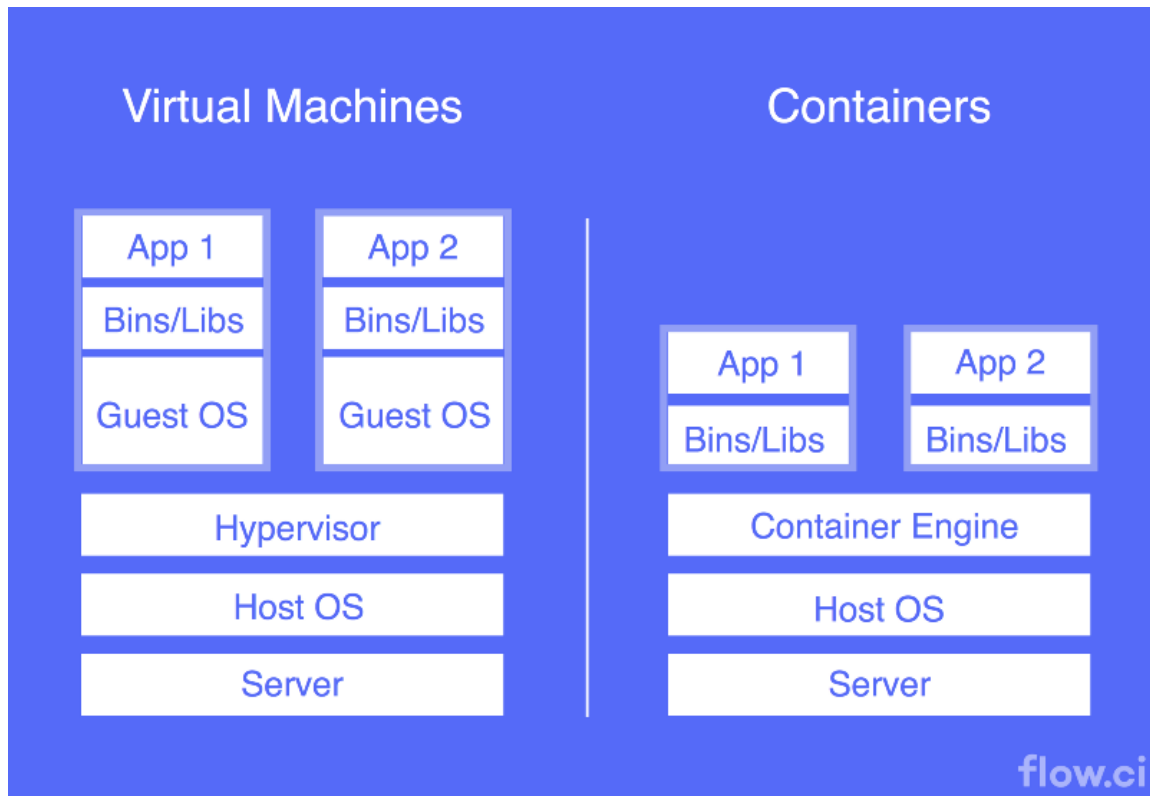 Virtual Machines
App 1
App 2
Bins/Libs
Bins/Libs
Guest OS
Guest OS
Hypervisor
Host OS
Server
Containers
App 1
App 2
Bins/Libs
Bins/Libs
Container Engine
Host OS
Server
flow.ci